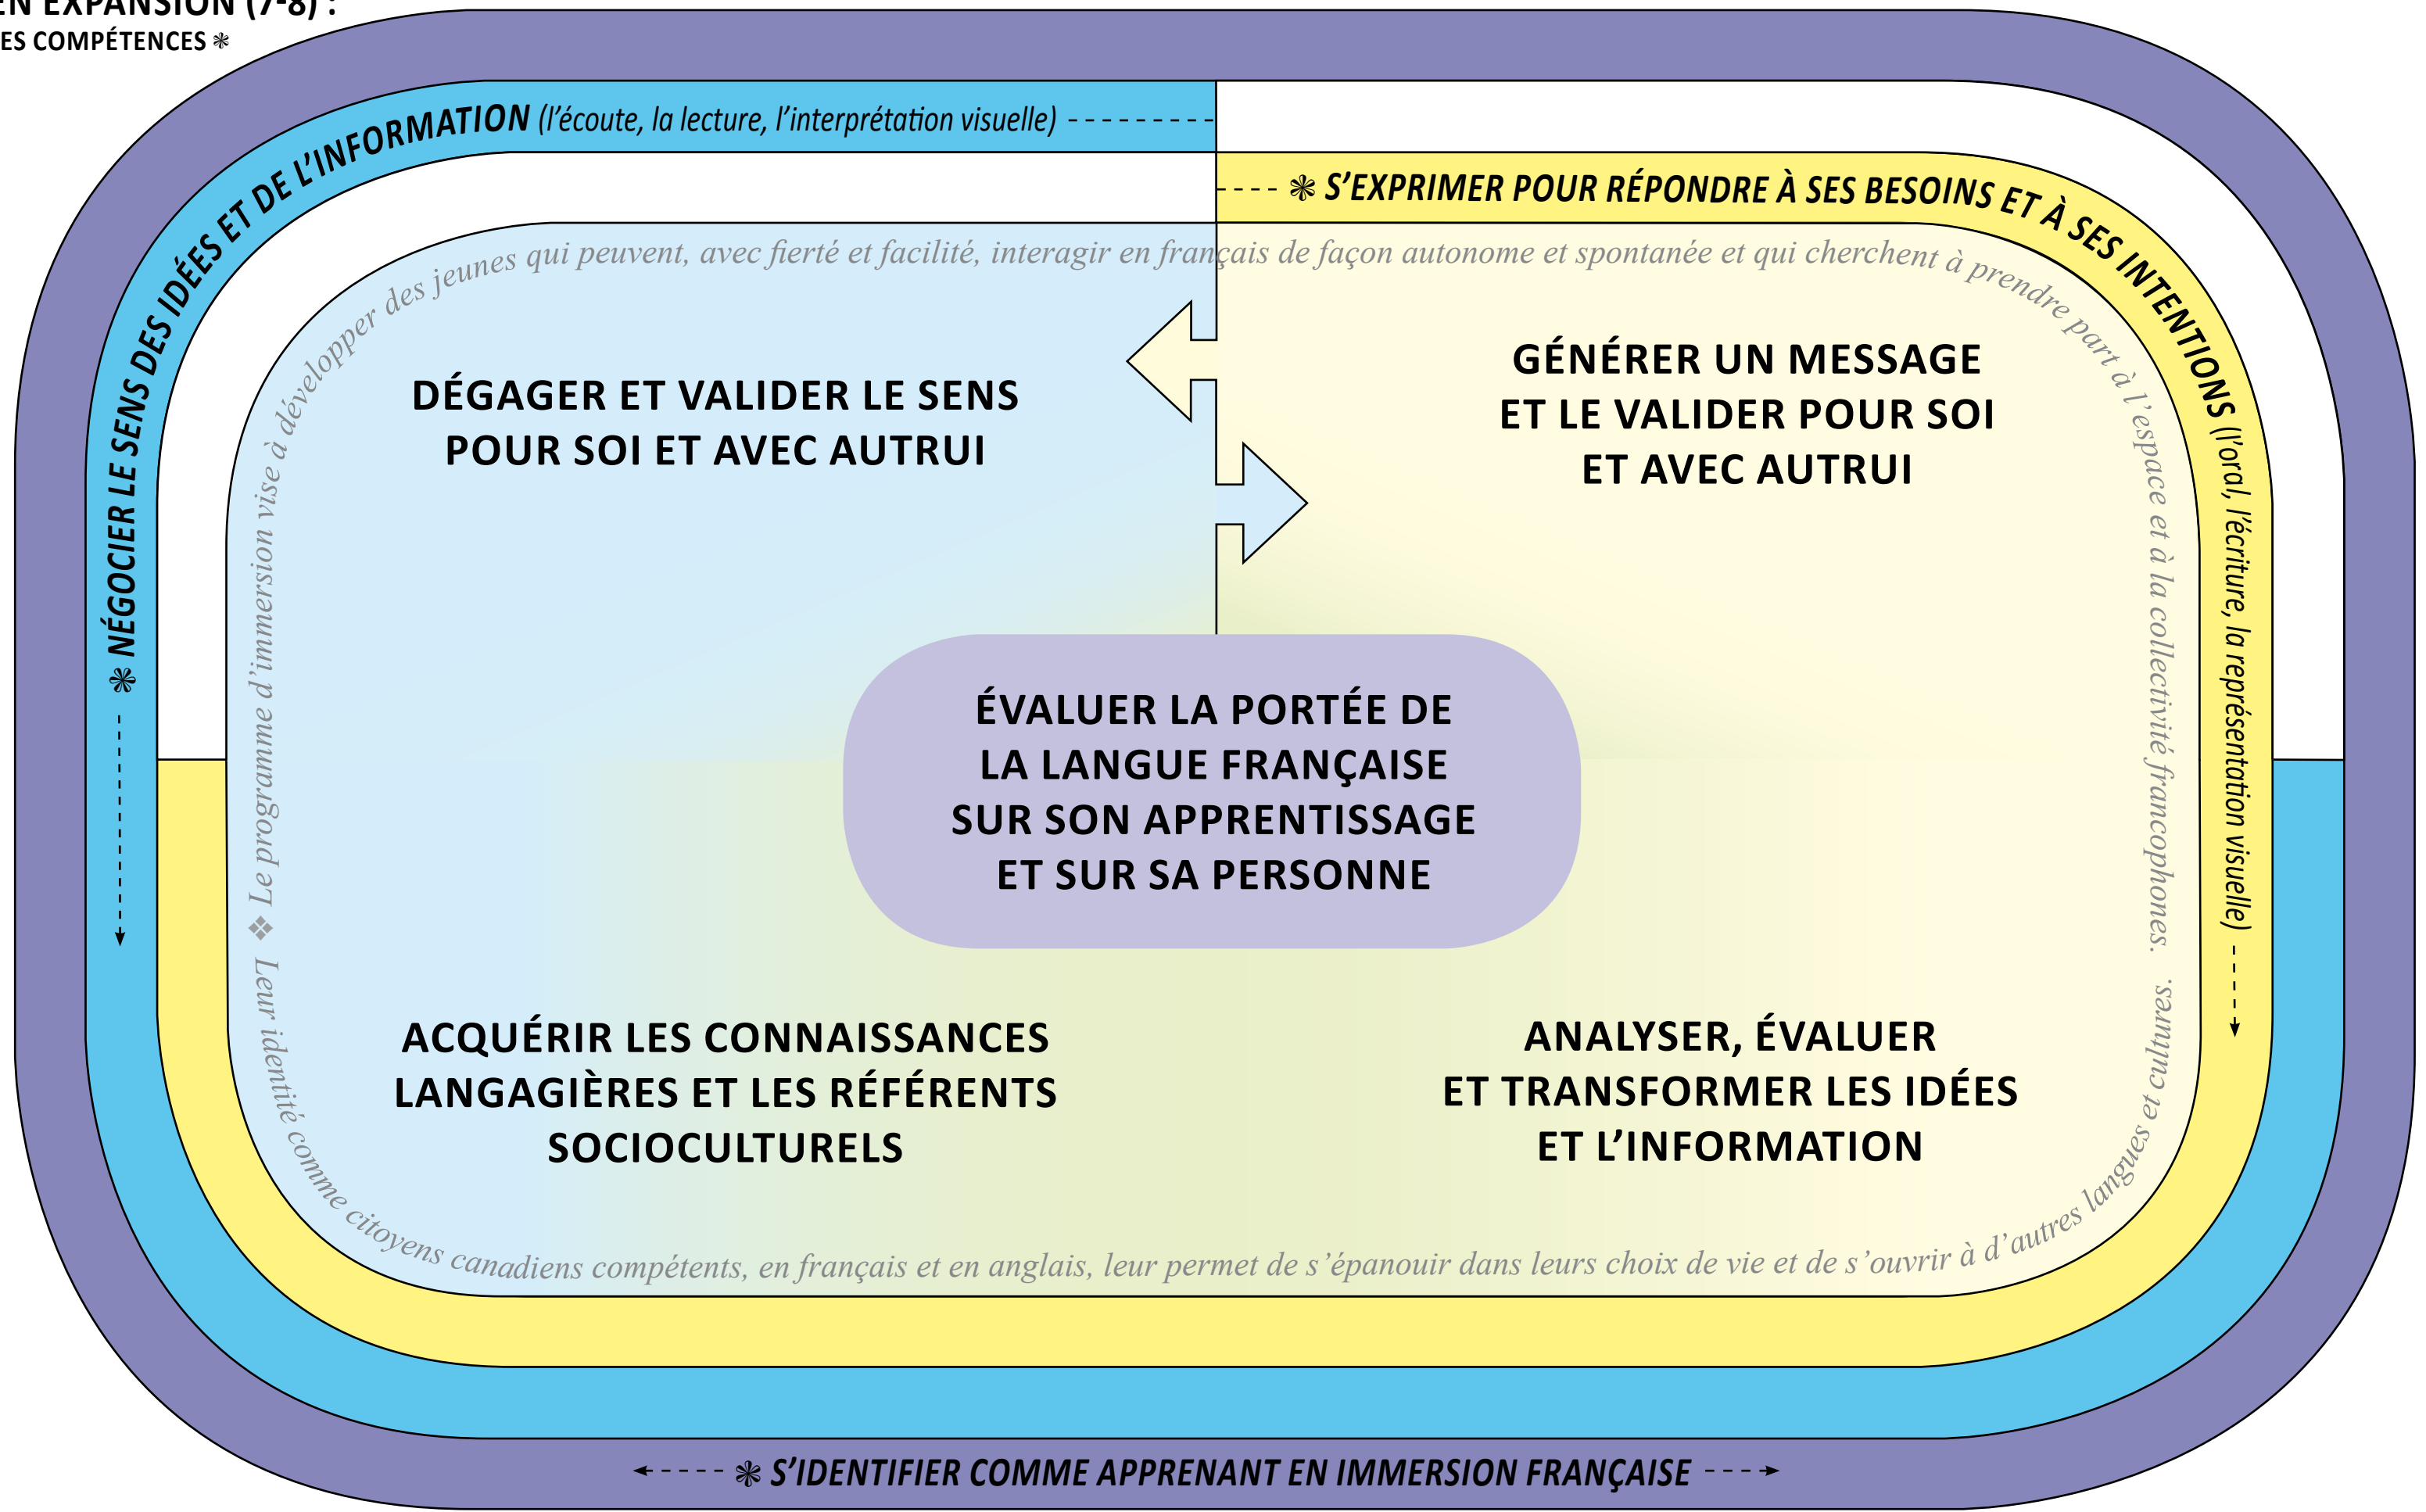 EN EXPANSION (7-8) :
ES COMPÉTENCES ❃
❃ NÉGOCIER LE SENS DES IDÉES ET DE L’INFORMATION (l’écoute, la lecture, l’interprétation visuelle)
❃ S’EXPRIMER POUR RÉPONDRE À SES BESOINS ET À SES INTENTIONS (l’oral, l’écriture, la représentation visuelle)
❖ Le programme d’immersion vise à développer des jeunes qui peuvent, avec fierté et facilité, interagir en français de façon autonome et spontanée et qui cherchent à prendre part à l’espace et à la collectivité francophones.
DÉGAGER ET VALIDER LE SENS
POUR SOI ET AVEC AUTRUI
GÉNÉRER UN MESSAGE
ET LE VALIDER POUR SOI
ET AVEC AUTRUI
ÉVALUER LA PORTÉE DE
LA LANGUE FRANÇAISE
SUR SON APPRENTISSAGE
ET SUR SA PERSONNE
ACQUÉRIR LES CONNAISSANCES
LANGAGIÈRES ET LES RÉFÉRENTS
SOCIOCULTURELS
ANALYSER, ÉVALUER
ET TRANSFORMER LES IDÉES
ET L’INFORMATION
Leur identité comme citoyens canadiens compétents, en français et en anglais, leur permet de s’épanouir dans leurs choix de vie et de s’ouvrir à d’autres langues et cultures.
❃ S’IDENTIFIER COMME APPRENANT EN IMMERSION FRANÇAISE